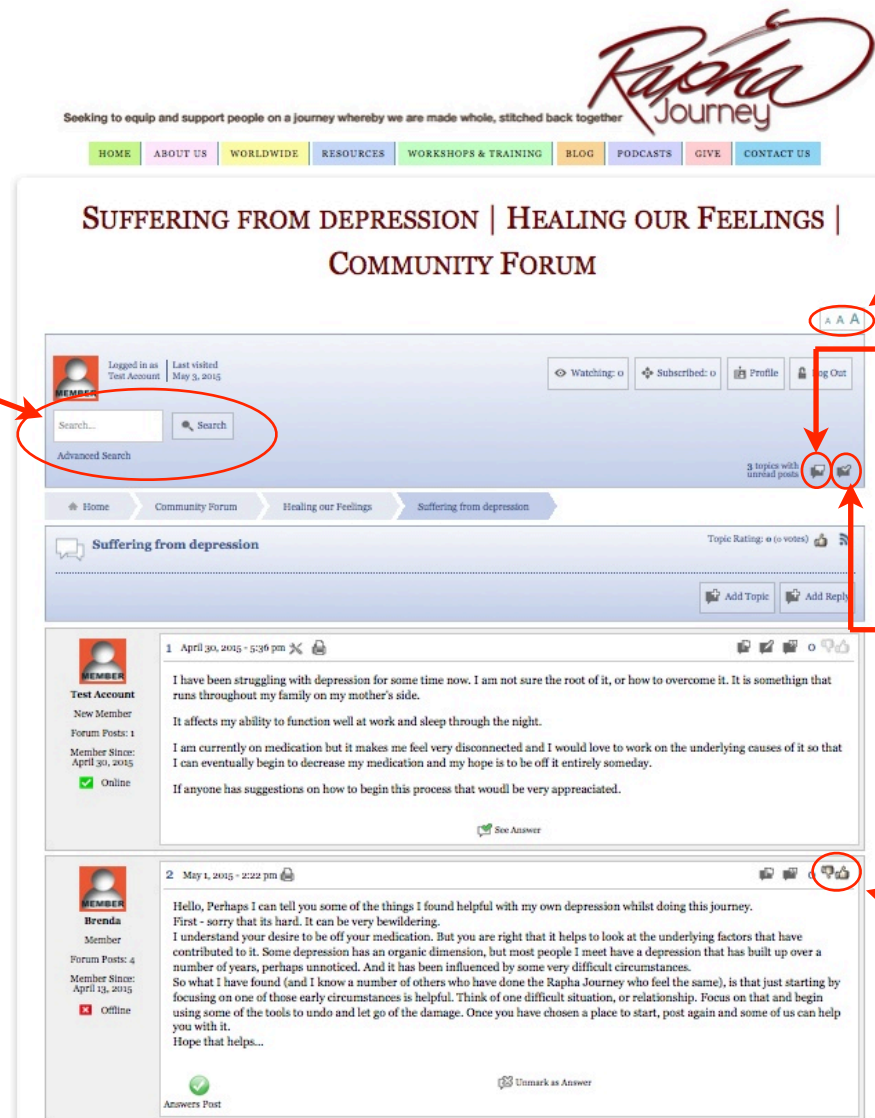 Rapha
Journey
Seeking to equip and support people on a journey whereby we are made whole, stitched back together
HOME ABOUT US WORLDWIDE RESOURCES WORKSHOPS & TRAINING BLOG PODCASTS GIVE CONTACT US
SUFFERING FROM DEPRESSION | HEALING OUR FEELINGS |
COMMUNITY FORUM
A A A
MEMBER
Logged in as
Test Account
Last visited
May 3, 2015
Watching: 0 Subscribed: 0 Profile Log Out
Search... Search
Advanced Search
3 topics with
unread posts
Home Community Forum Healing our Feelings Suffering from depression
Suffering from depression
Topic Rating: 0 (0 votes)
Add Topic Add Reply
MEMBER
Test Account
New Member
Forum Posts: 1
Member Since:
April 30, 2015
Online
1 April 30, 2015 - 5:36 pm
0
I have been struggling with depression for some time now. I am not sure the root of it, or how to overcome it. It is somethign that
runs throughout my family on my mother's side.
It affects my ability to function well at work and sleep through the night.
I am currently on medication but it makes me feel very disconnected and I would love to work on the underlying causes of it so that
I can eventually begin to decrease my medication and my hope is to be off it entirely someday.
If anyone has suggestions on how to begin this process that woudl be very appreaciated.
See Answer
MEMBER
Brenda
Member
Forum Posts: 4
Member Since:
April 13, 2015
Offline
2 May 1, 2015 - 2:22 pm
0
Hello, Perhaps I can tell you some of the things I found helpful with my own depression whilst doing this journey.
First - sorry that its hard. It can be very bewildering.
I understand your desire to be off your medication. But you are right that it helps to look at the underlying factors that have
contributed to it. Some depression has an organic dimension, but most people I meet have a depression that has built up over a
number of years, perhaps unnoticed. And it has been influenced by some very difficult circumstances.
So what I have found (and I know a number of others who have done the Rapha Journey who feel the same), is that just starting by
focusing on one of those early circumstances is helpful. Think of one difficult situation, or relationship. Focus on that and begin
using some of the tools to undo and let go of the damage. Once you have chosen a place to start, post again and some of us can help
you with it.
Hope that helps...
Answers Post
Unmark as Answer